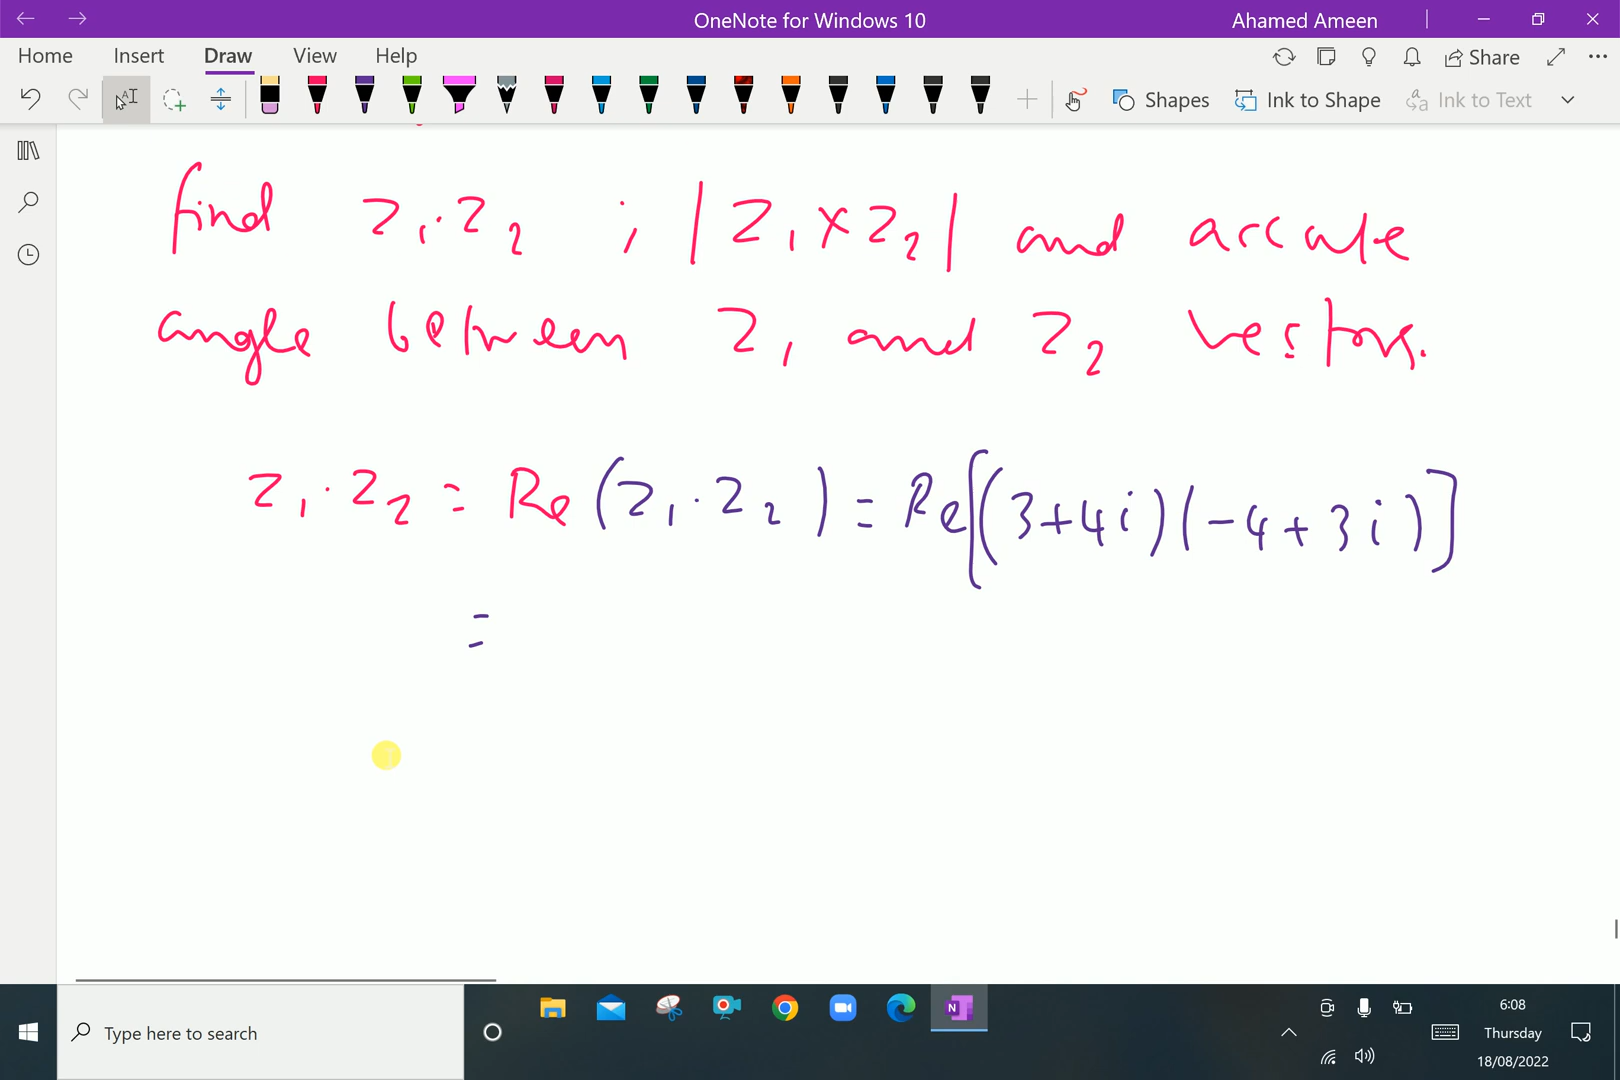 OneNote for Windows 10
Ahamed Ameen
Home Insert Draw View Help
Share
Shapes Ink to Shape Ink to Text
find z₁·z₂ ; |z₁×z₂| and
angle between z₁ and z₂ vectors.
z₁·z₂ = Re(z₁·z₂) = Re[(3+4i)(-4+3i)]
=
Type here to search
6:08
Thursday
18/08/2022